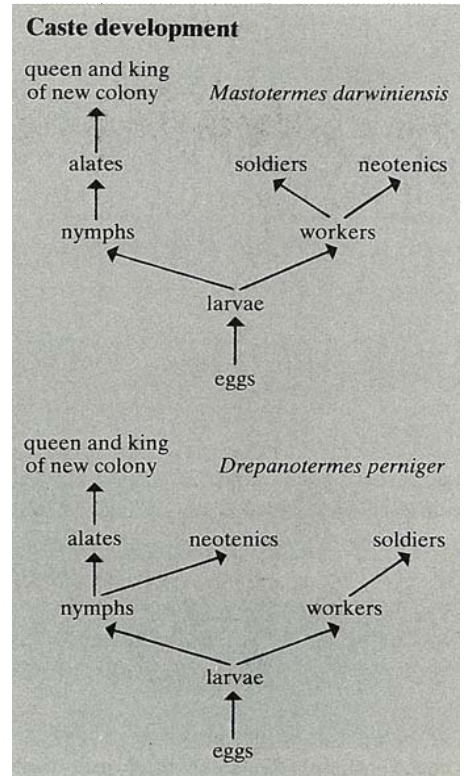 Caste development
queen and king
of new colony
Mastotermes darwiniensis
alates
soldiers
neotenics
nymphs
workers
larvae
eggs
queen and king
of new colony
Drepanotermes perniger
alates
neotenics
soldiers
nymphs
workers
larvae
eggs